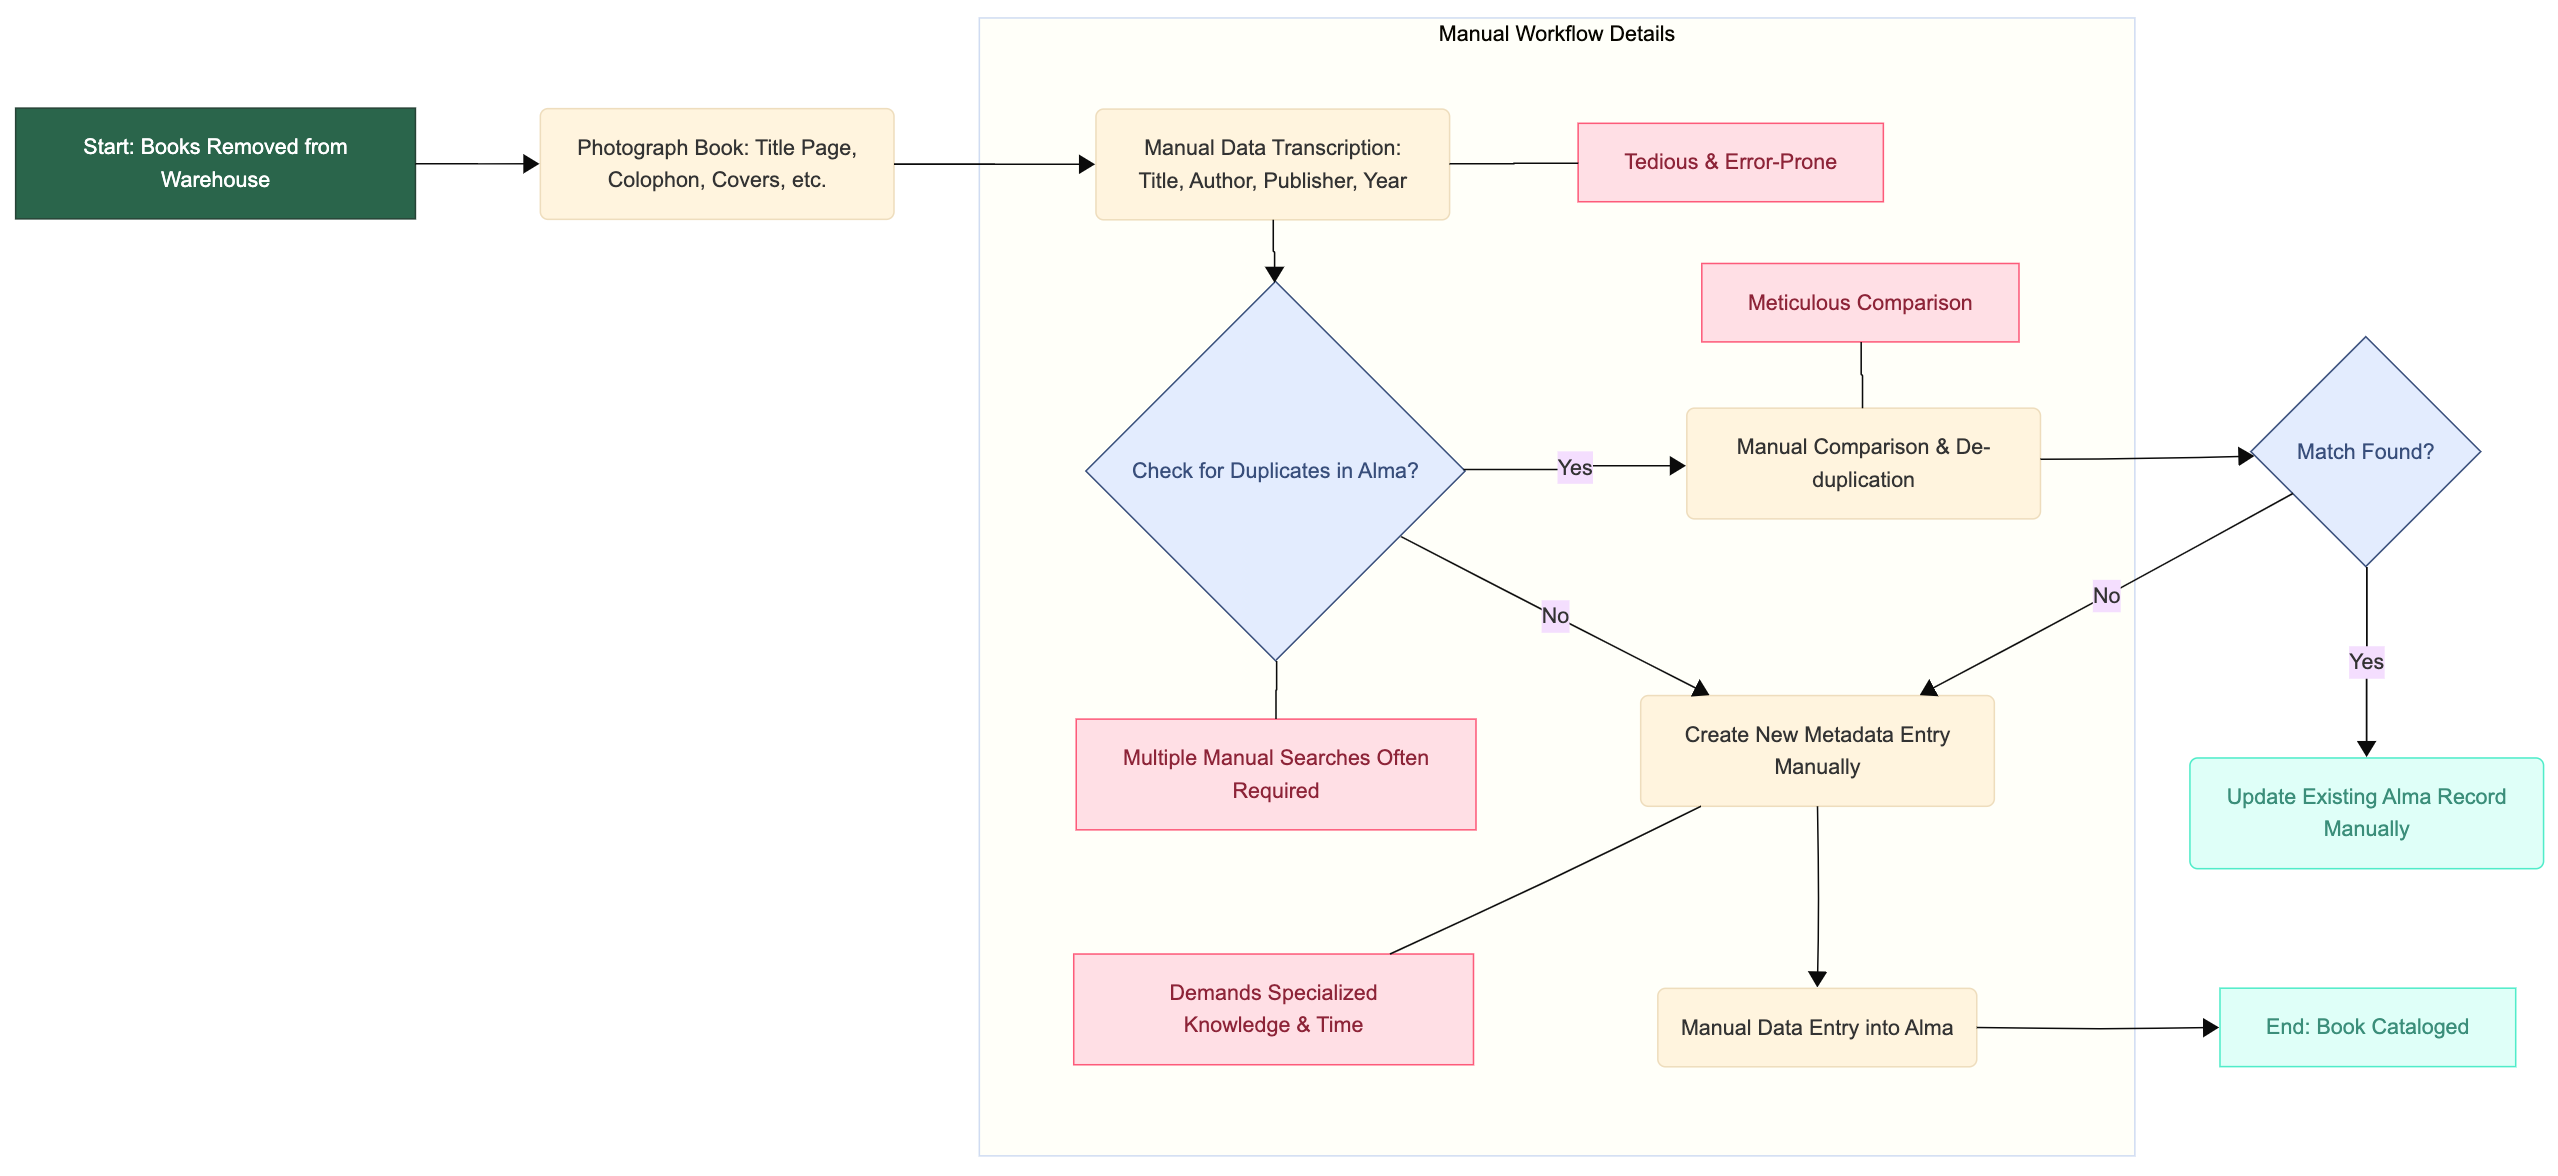 Manual Workflow Details
Start: Books Removed from
Warehouse
Photograph Book: Title Page,
Colophon, Covers, etc.
Manual Data Transcription:
Title, Author, Publisher, Year
Tedious & Error-Prone
Meticulous Comparison
Check for Duplicates in Alma?
Yes
Manual Comparison & De-
duplication
Match Found?
No
No
Yes
Multiple Manual Searches Often
Required
Create New Metadata Entry
Manually
Update Existing Alma Record
Manually
Demands Specialized
Knowledge & Time
Manual Data Entry into Alma
End: Book Cataloged